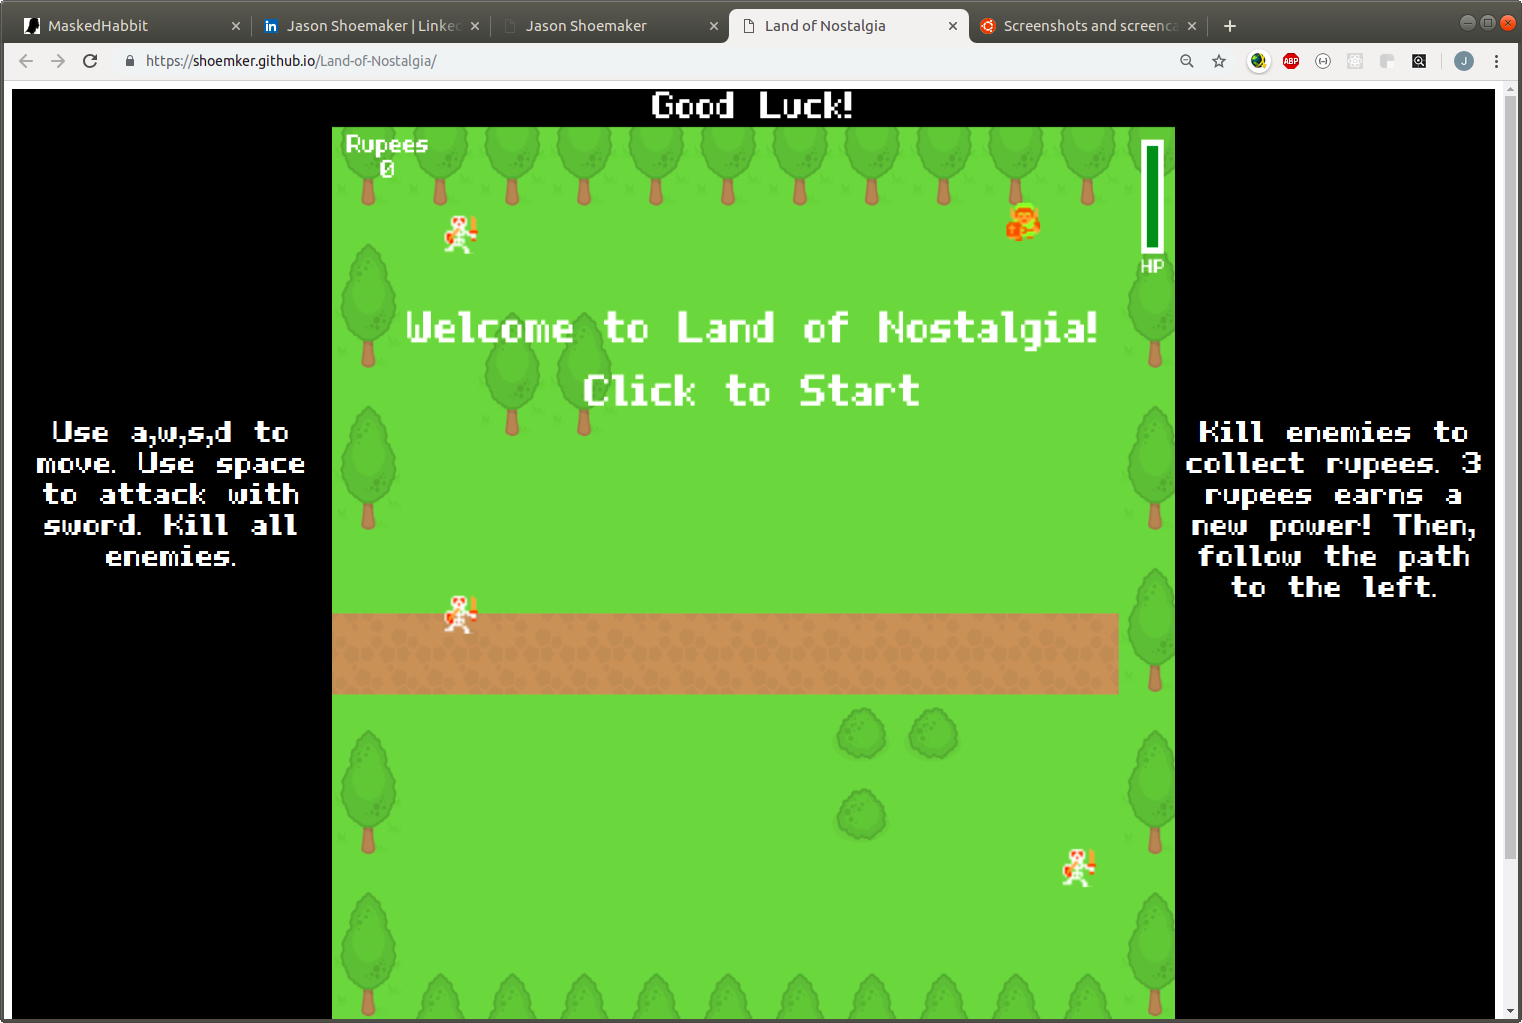 MaskedHabbit
Jason Shoemaker | Linked
Jason Shoemaker
Land of Nostalgia
Screenshots and screenca
https://shoemker.github.io/Land-of-Nostalgia/
ABP
J
Good Luck!
Rupees
0
HP
Welcome to Land of Nostalgia!
Click to Start
Use a,w,s,d to
move. Use space
to attack with
sword. Kill all
enemies.
Kill enemies to
collect rupees. 3
rupees earns a
new power! Then,
follow the path
to the left.